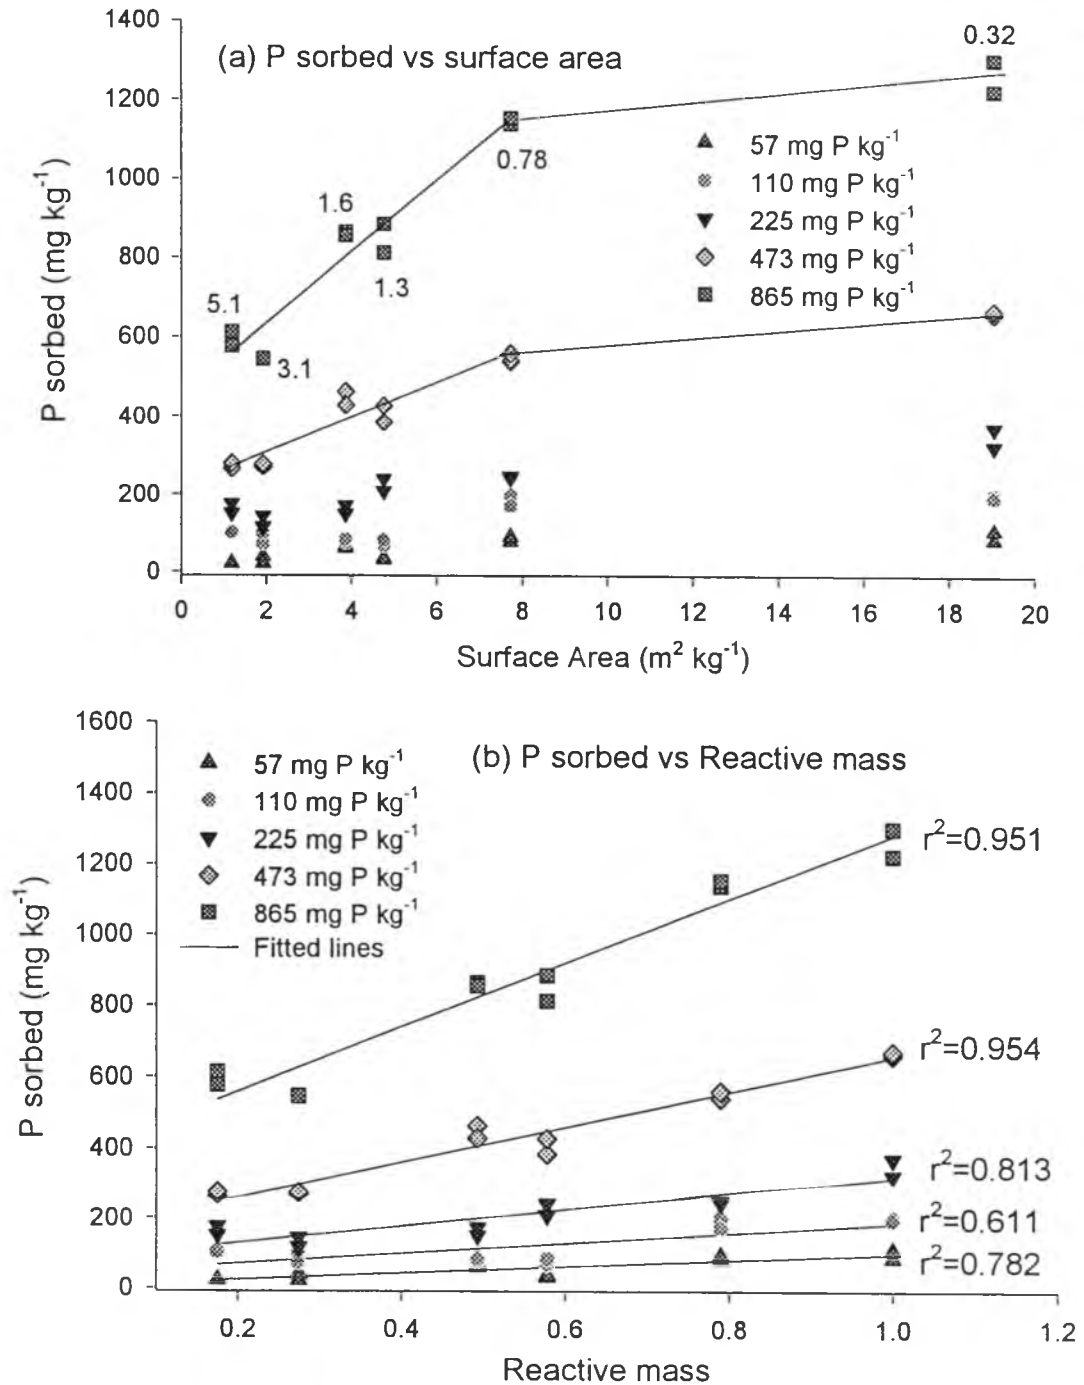 1400
1200
1000
800
600
400
200
0
P sorbed (mg kg⁻¹)
(a) P sorbed vs surface area
0.32
0.78
1.6
1.3
5.1
3.1
57 mg P kg⁻¹
110 mg P kg⁻¹
225 mg P kg⁻¹
473 mg P kg⁻¹
865 mg P kg⁻¹
0 2 4 6 8 10 12 14 16 18 20
Surface Area (m² kg⁻¹)
1600
1400
1200
1000
800
600
400
200
0
P sorbed (mg kg⁻¹)
(b) P sorbed vs Reactive mass
57 mg P kg⁻¹
110 mg P kg⁻¹
225 mg P kg⁻¹
473 mg P kg⁻¹
865 mg P kg⁻¹
Fitted lines
r²=0.951
r²=0.954
r²=0.813
r²=0.611
r²=0.782
0.2 0.4 0.6 0.8 1.0 1.2
Reactive mass